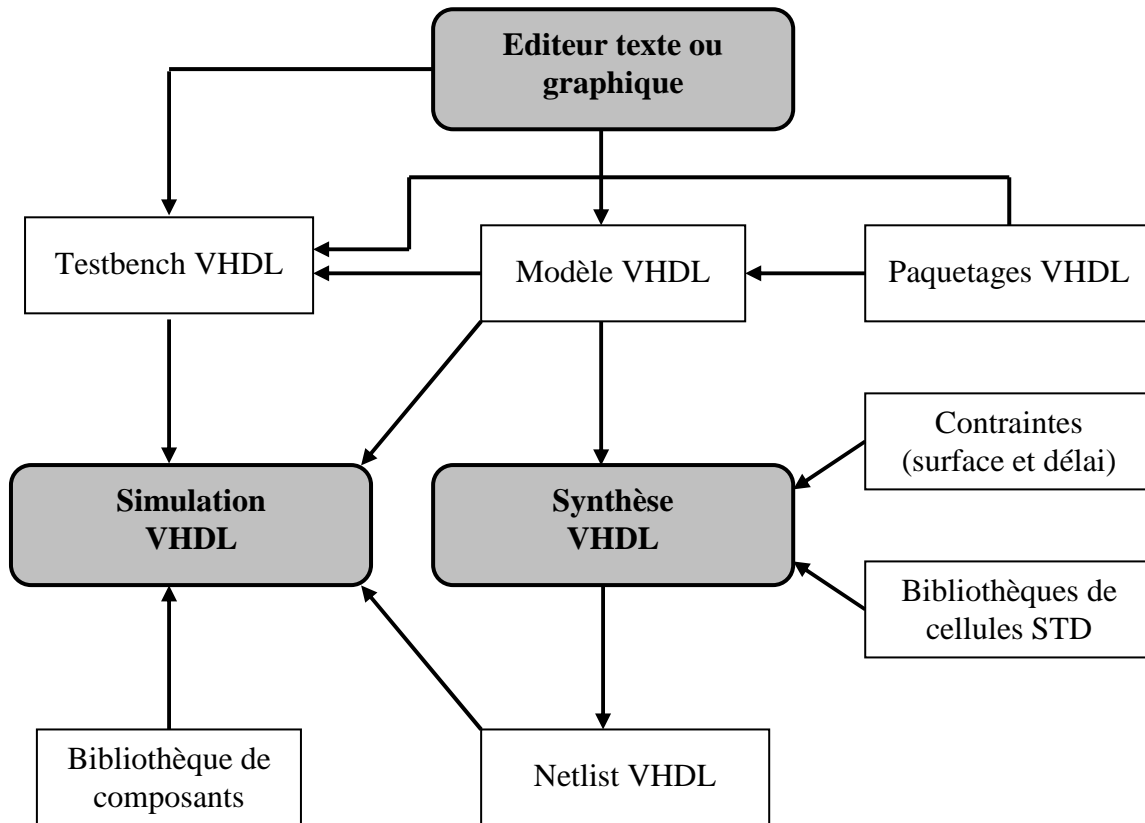 Editeur texte ou
graphique
Testbench VHDL
Modèle VHDL
Paquetages VHDL
Contraintes
(surface et délai)
Simulation
VHDL
Synthèse
VHDL
Bibliothèques de
cellules STD
Bibliothèque de
composants
Netlist VHDL